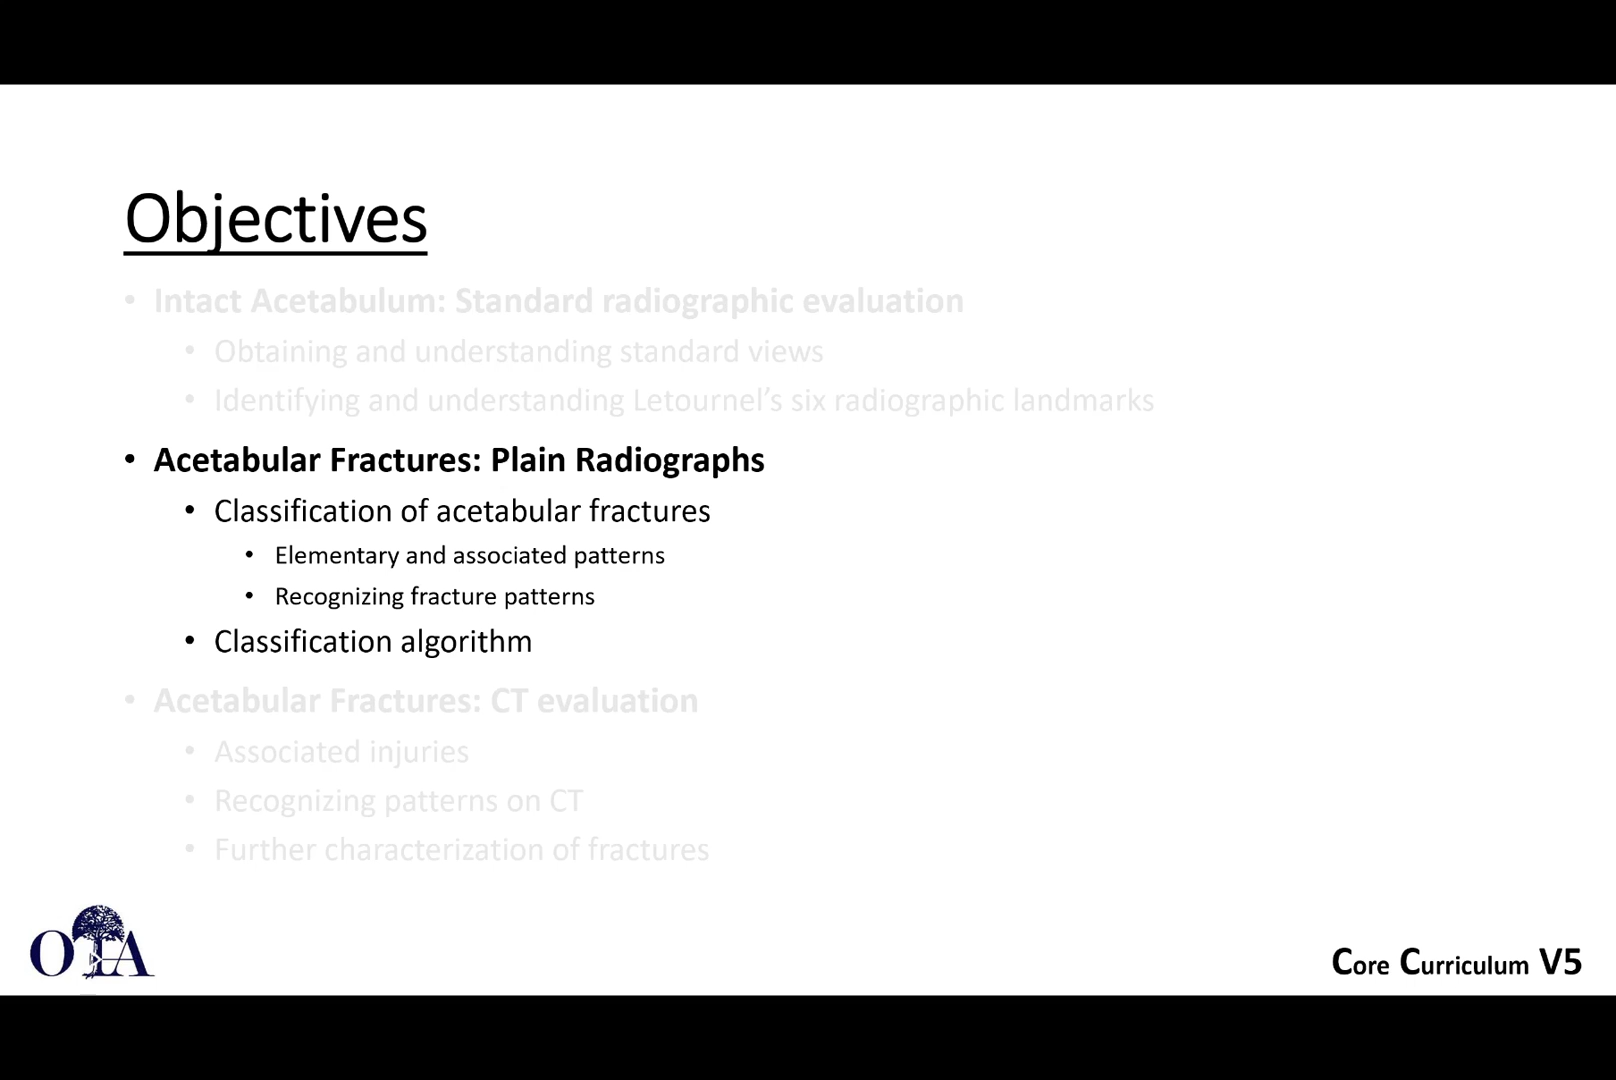 Objectives
• Intact Acetabulum: Standard radiographic evaluation
• Obtaining and understanding standard views
• Identifying and understanding Letournel’s six radiographic landmarks
• Acetabular Fractures: Plain Radiographs
• Classification of acetabular fractures
• Elementary and associated patterns
• Recognizing fracture patterns
• Classification algorithm
• Acetabular Fractures: CT evaluation
• Associated injuries
• Recognizing patterns on CT
• Further characterization of fractures
OTA
Core Curriculum V5